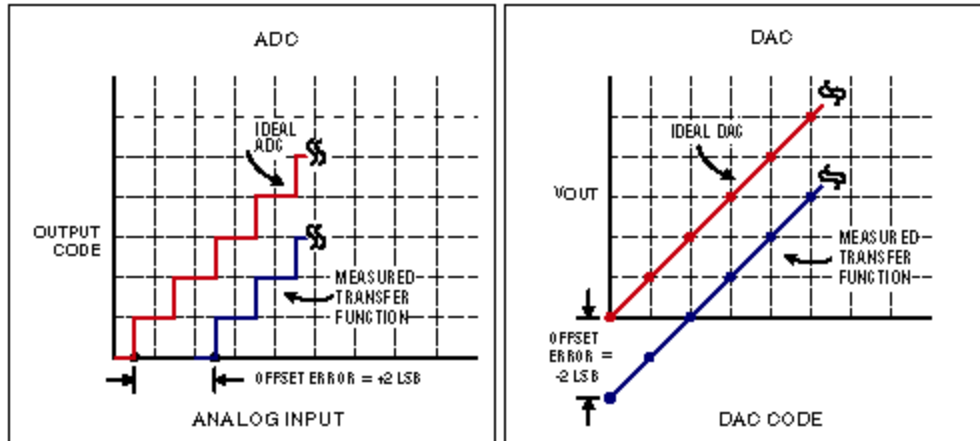 ADC
IDEAL
ADC
OUTPUT
CODE
MEASURED
TRANSFER
FUNCTION
OFFSET ERROR = +2 LSB
ANALOG INPUT
DAC
IDEAL DAC
VOUT
MEASURED
TRANSFER
FUNCTION
OFFSET
ERROR =
-2 LSB
DAC CODE